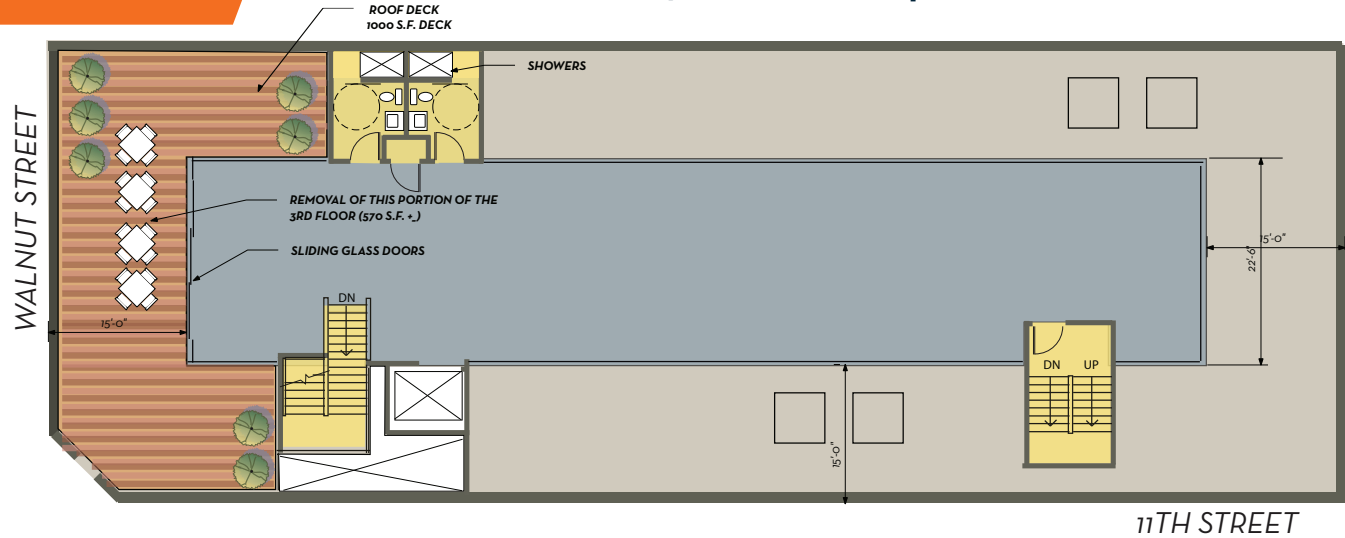 ROOF DECK
1000 S.F. DECK
SHOWERS
WALNUT STREET
REMOVAL OF THIS PORTION OF THE
3RD FLOOR (570 S.F. +_)
SLIDING GLASS DOORS
15'-0"
22'-6"
DN
15'-0"
DN UP
15'-0"
11TH STREET